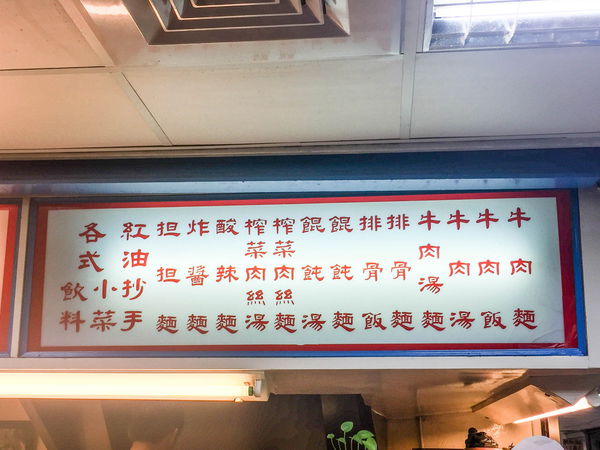 牛肉麵
牛肉飯
牛肉湯
牛肉湯麵
排骨麵
排骨飯
餛飩麵
餛飩湯
榨菜肉絲麵
榨菜肉絲湯
酸辣麵
炸醬麵
担担麵
紅油抄手
各式小菜
飲料